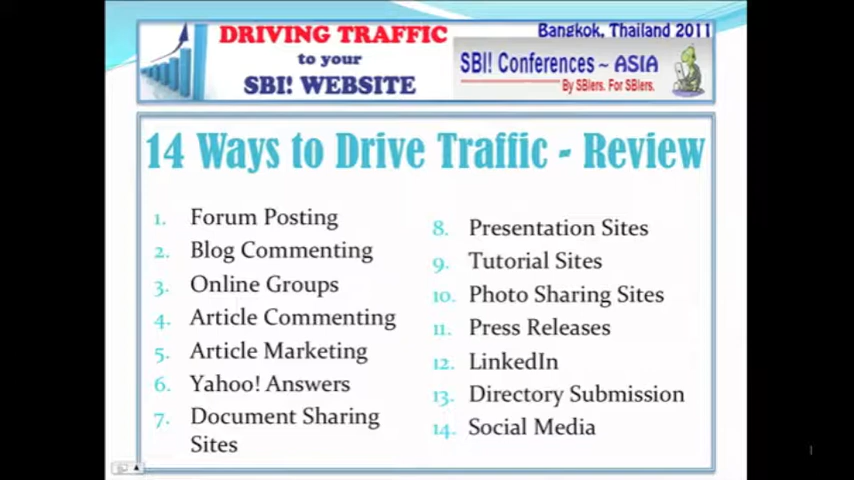 DRIVING TRAFFIC
to your
SBI! WEBSITE
Bangkok, Thailand 2011
SBI! Conferences ~ ASIA
By SBIers. For SBIers.
14 Ways to Drive Traffic - Review
1. Forum Posting
2. Blog Commenting
3. Online Groups
4. Article Commenting
5. Article Marketing
6. Yahoo! Answers
7. Document Sharing
Sites
8. Presentation Sites
9. Tutorial Sites
10. Photo Sharing Sites
11. Press Releases
12. LinkedIn
13. Directory Submission
14. Social Media